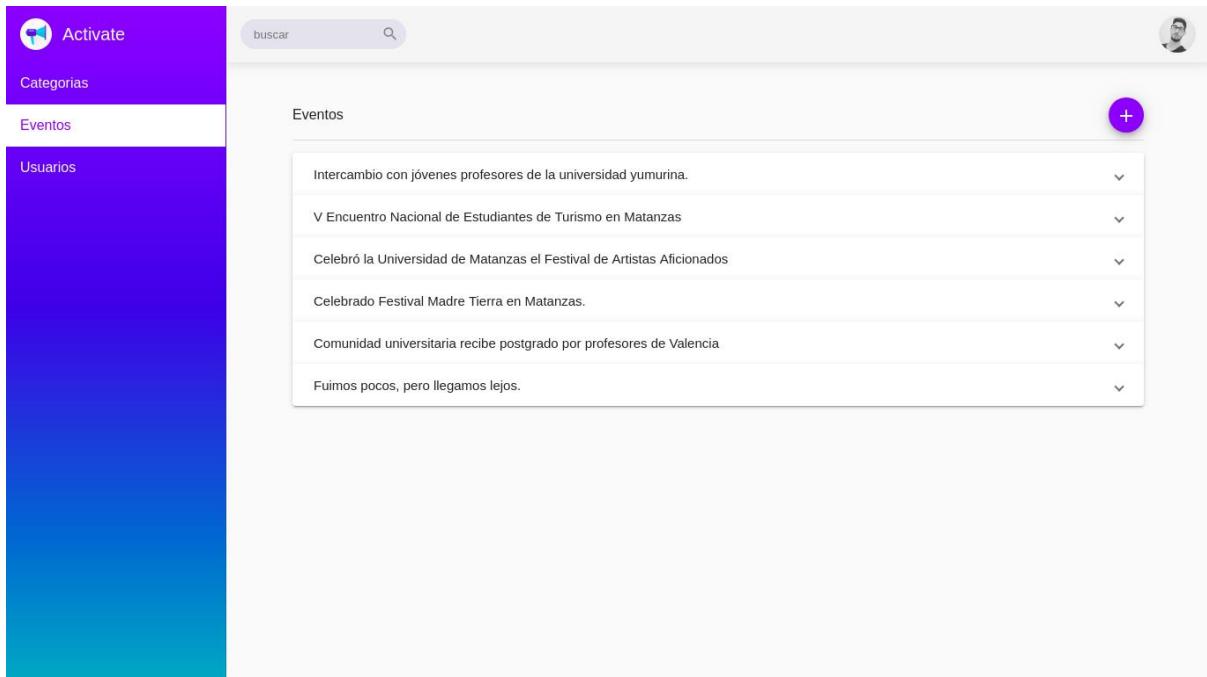 Activate
buscar
Categorias
Eventos
Usuarios
Eventos
Intercambio con jóvenes profesores de la universidad yumurina.
V Encuentro Nacional de Estudiantes de Turismo en Matanzas
Celebró la Universidad de Matanzas el Festival de Artistas Aficionados
Celebrado Festival Madre Tierra en Matanzas.
Comunidad universitaria recibe postgrado por profesores de Valencia
Fuimos pocos, pero llegamos lejos.